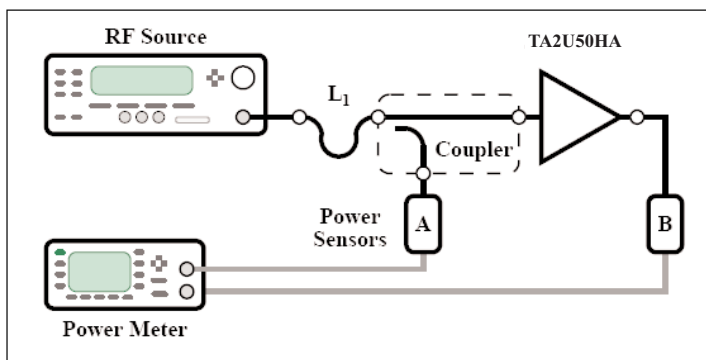 RF Source
TA2U50HA
L₁
Coupler
Power
Sensors
A
B
Power Meter